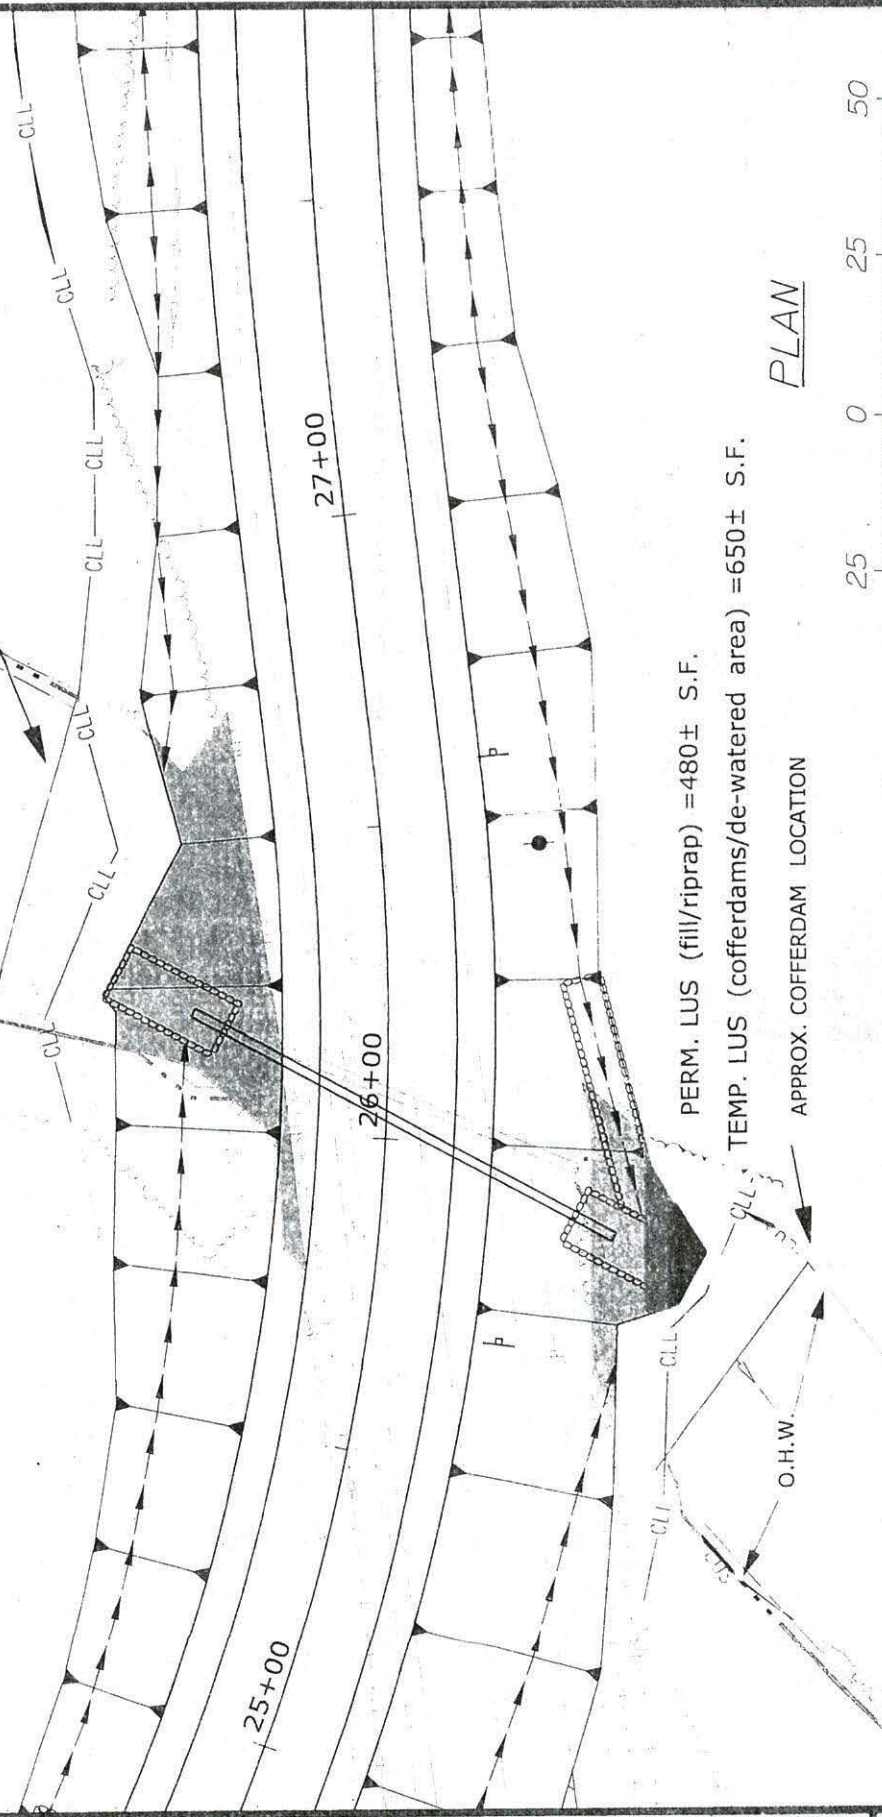 CLL
CLL
CLL
CLL
CLL
CLL
CLL
27+00
26+00
25+00
PERM. LUS (fill/riprap) =480± S.F.
TEMP. LUS (cofferdams/de-watered area) =650± S.F.
APPROX. COFFERDAM LOCATION
CLL
CLL
CLL
O.H.W.
PLAN
25 0 25 50